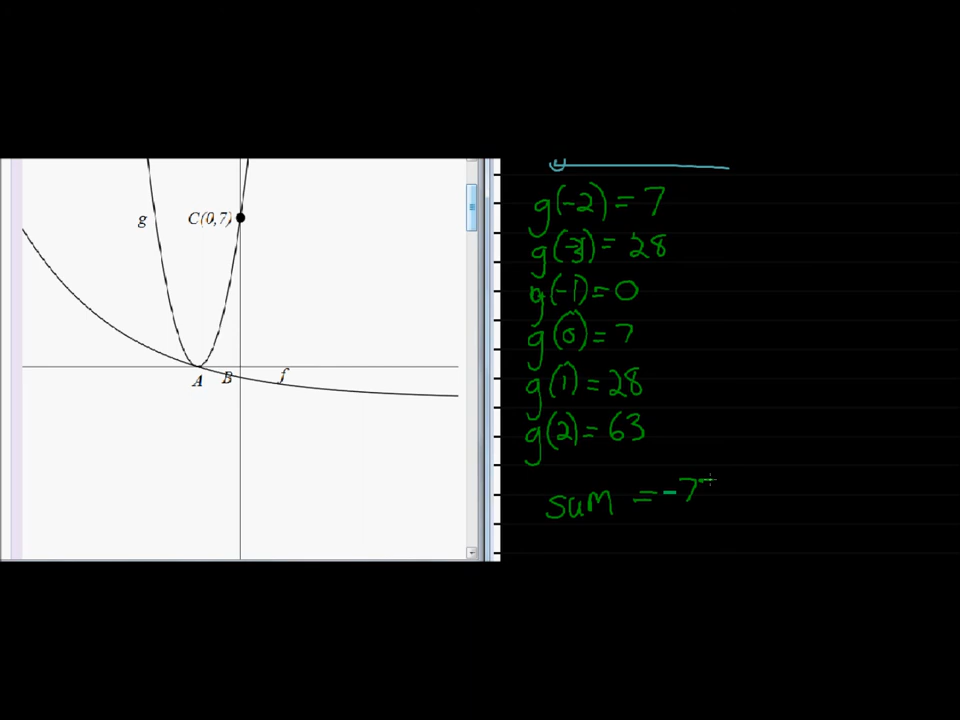 g
C(0,7)
A
B
f
g(-2) = 7
g(-3) = 28
g(-1) = 0
g(0) = 7
g(1) = 28
g(2) = 63
sum = -7